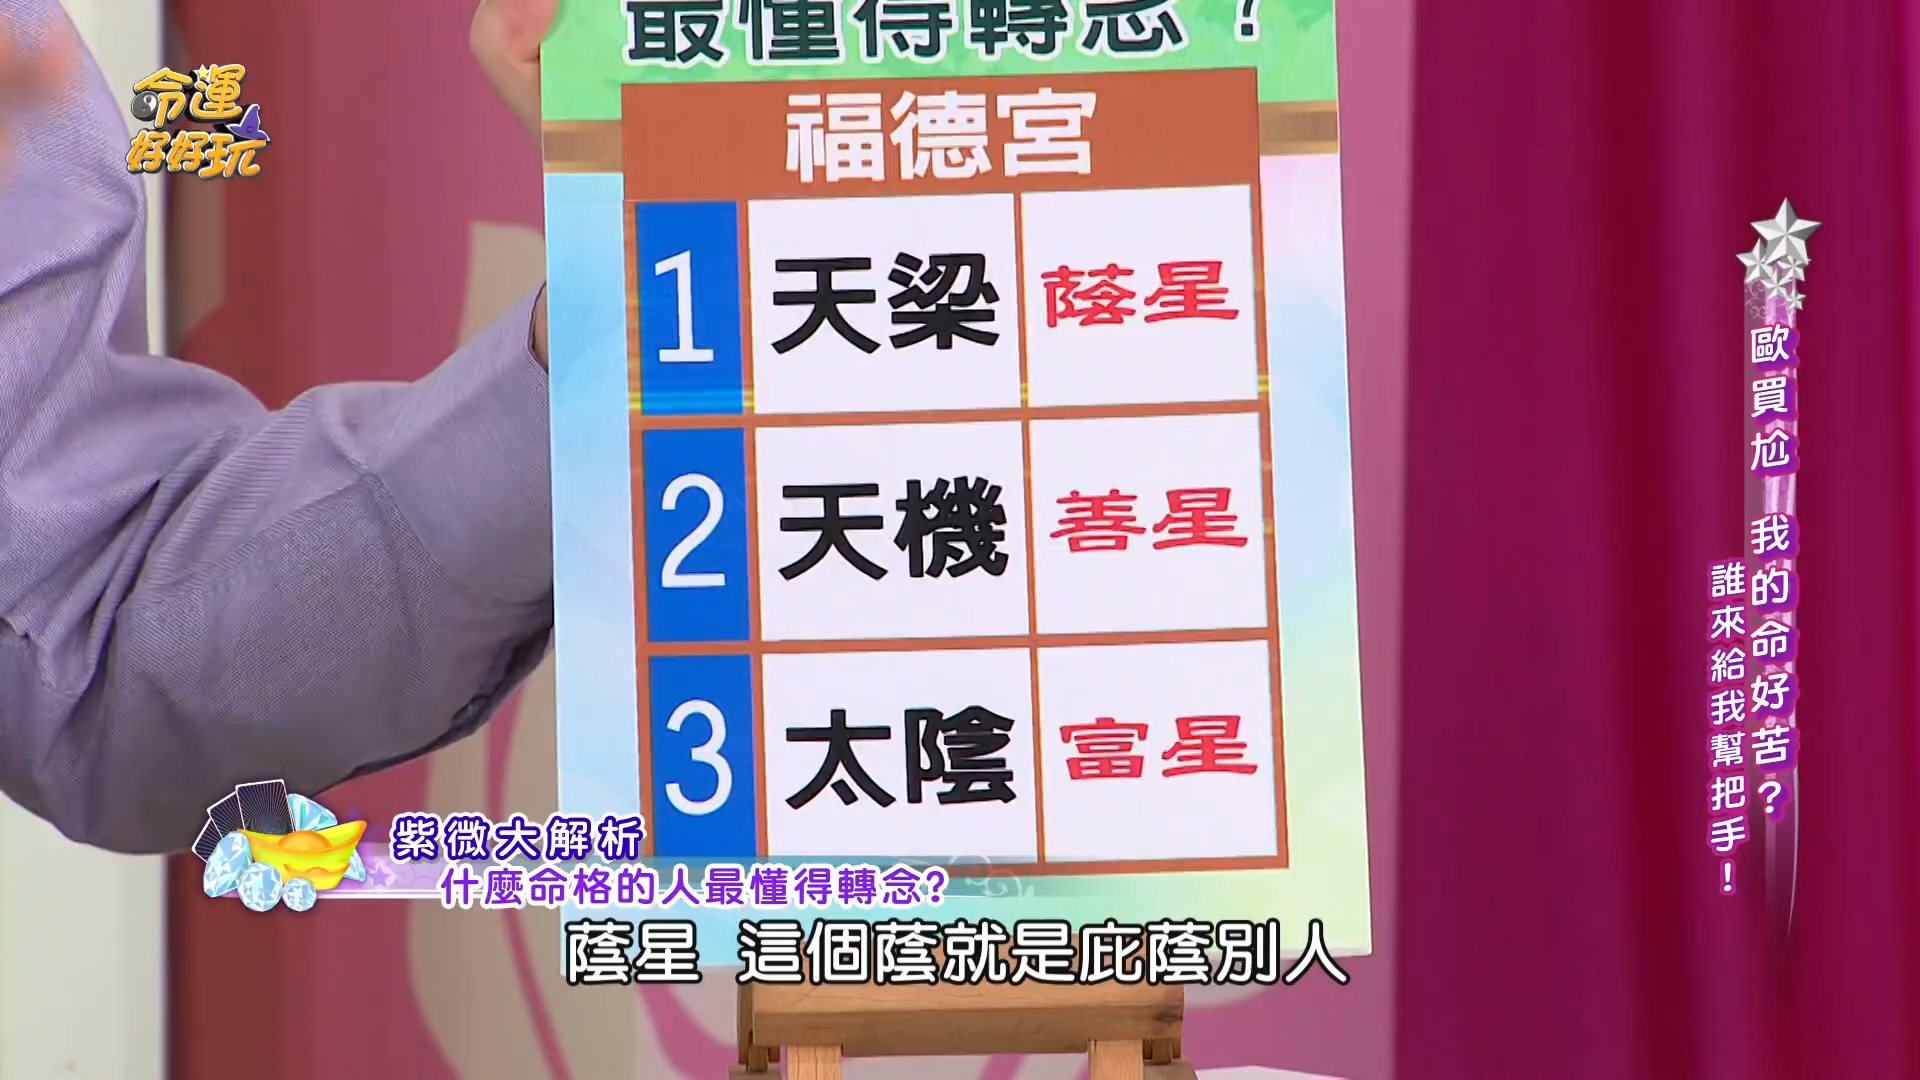 最懂得轉念？
命運
好好玩
福德宮
1 天梁 蔭星
2 天機 善星
3 太陰 富星
歐買尬 我的命好苦？
誰來給我幫把手！
紫微大解析
什麼命格的人最懂得轉念？
蔭星 這個蔭就是庇蔭別人